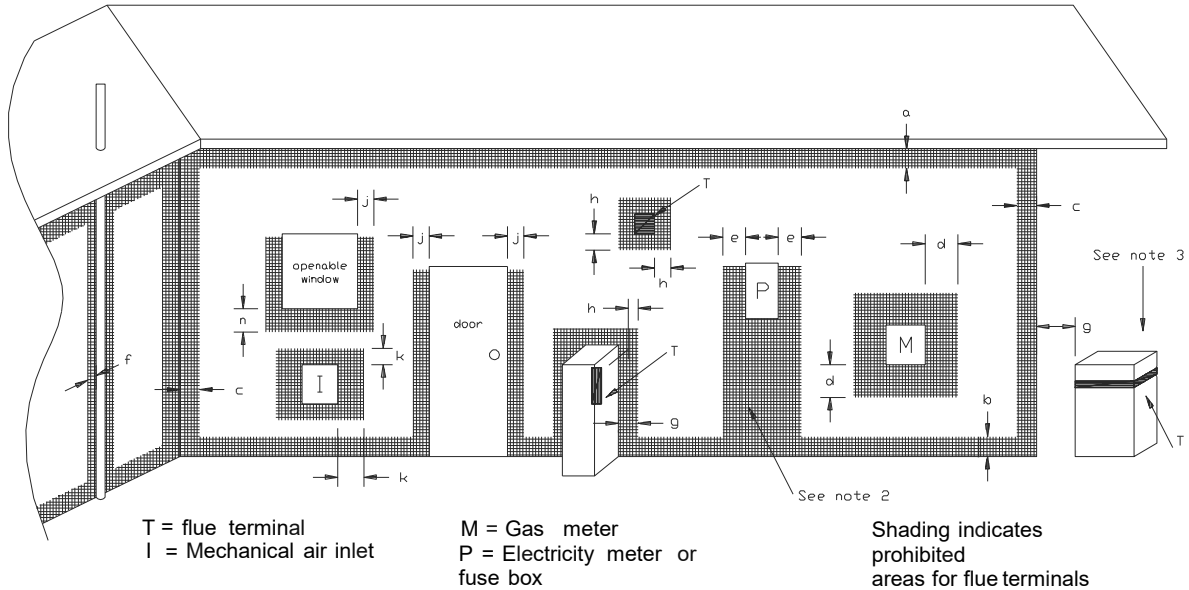 a
T
j
h
c
j
j
e
e
d
openable
window
h
See note 3
P
n
h
door
g
M
k
T
f
I
d
c
g
b
T
k
See note 2
T = flue terminal
I = Mechanical air inlet
M = Gas meter
P = Electricity meter or
fuse box
Shading indicates
prohibited
areas for flue terminals